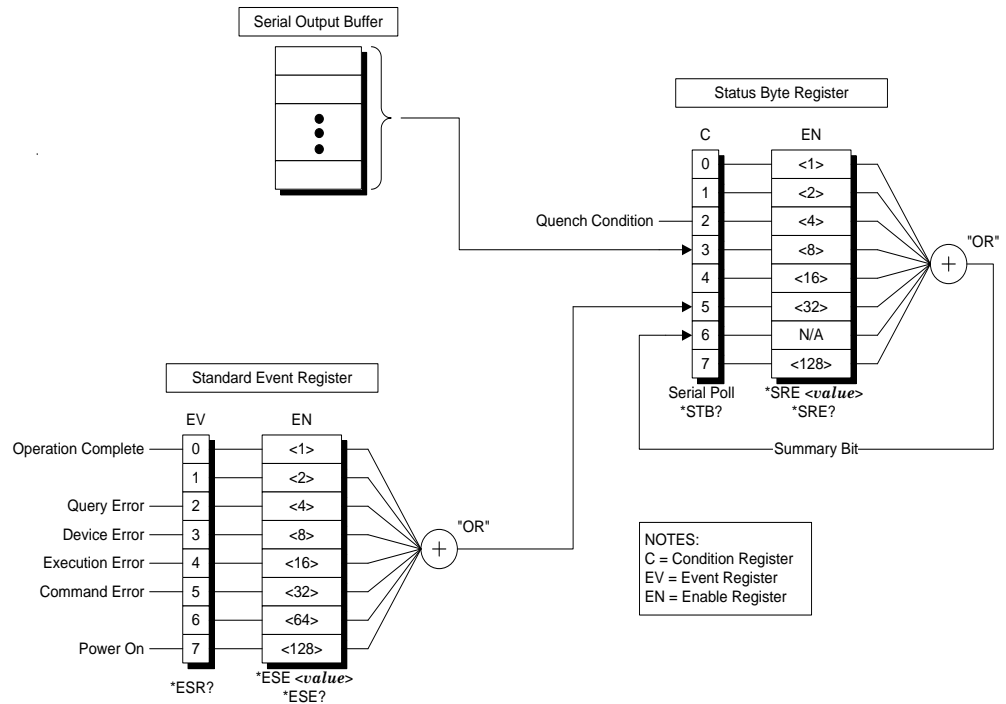 Serial Output Buffer
Status Byte Register
C EN
0 <1>
1 <2>
Quench Condition 2 <4>
3 <8>
4 <16>
5 <32>
6 N/A
7 <128>
+
"OR"
Serial Poll
*STB?
*SRE <value>
*SRE?
Summary Bit
Standard Event Register
EV EN
Operation Complete 0 <1>
1 <2>
Query Error 2 <4>
Device Error 3 <8>
Execution Error 4 <16>
Command Error 5 <32>
6 <64>
Power On 7 <128>
+
"OR"
*ESR?
*ESE <value>
*ESE?
NOTES:
C = Condition Register
EV = Event Register
EN = Enable Register